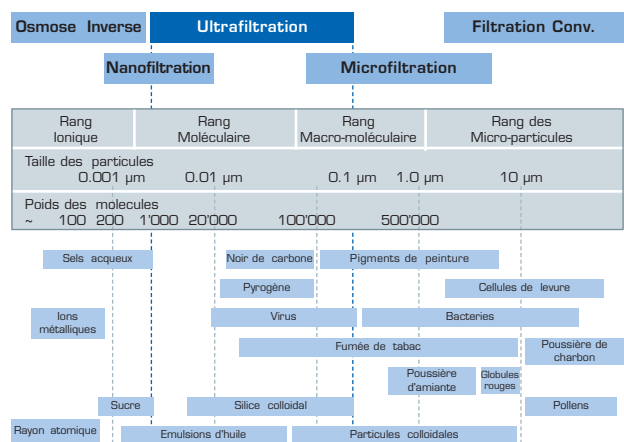 Osmose Inverse Ultrafiltration Filtration Conv.
Nanofiltration Microfiltration
Rang Rang Rang Rang des
Ionique Moléculaire Macro-moléculaire Micro-particules
Taille des particules
0.001 µm 0.01 µm 0.1 µm 1.0 µm 10 µm
Poids des molecules
~ 100 200 1'000 20'000 100'000 500'000
Sels acqueux Noir de carbone Pigments de peinture
Pyrogène Cellules de levure
Ions
métalliques
Virus Bacteries
Fumée de tabac
Poussière de
charbon
Poussière
d'amiante
Globules
rouges
Sucre Silice colloidal Pollens
Rayon atomique Emulsions d'huile Particules colloidales